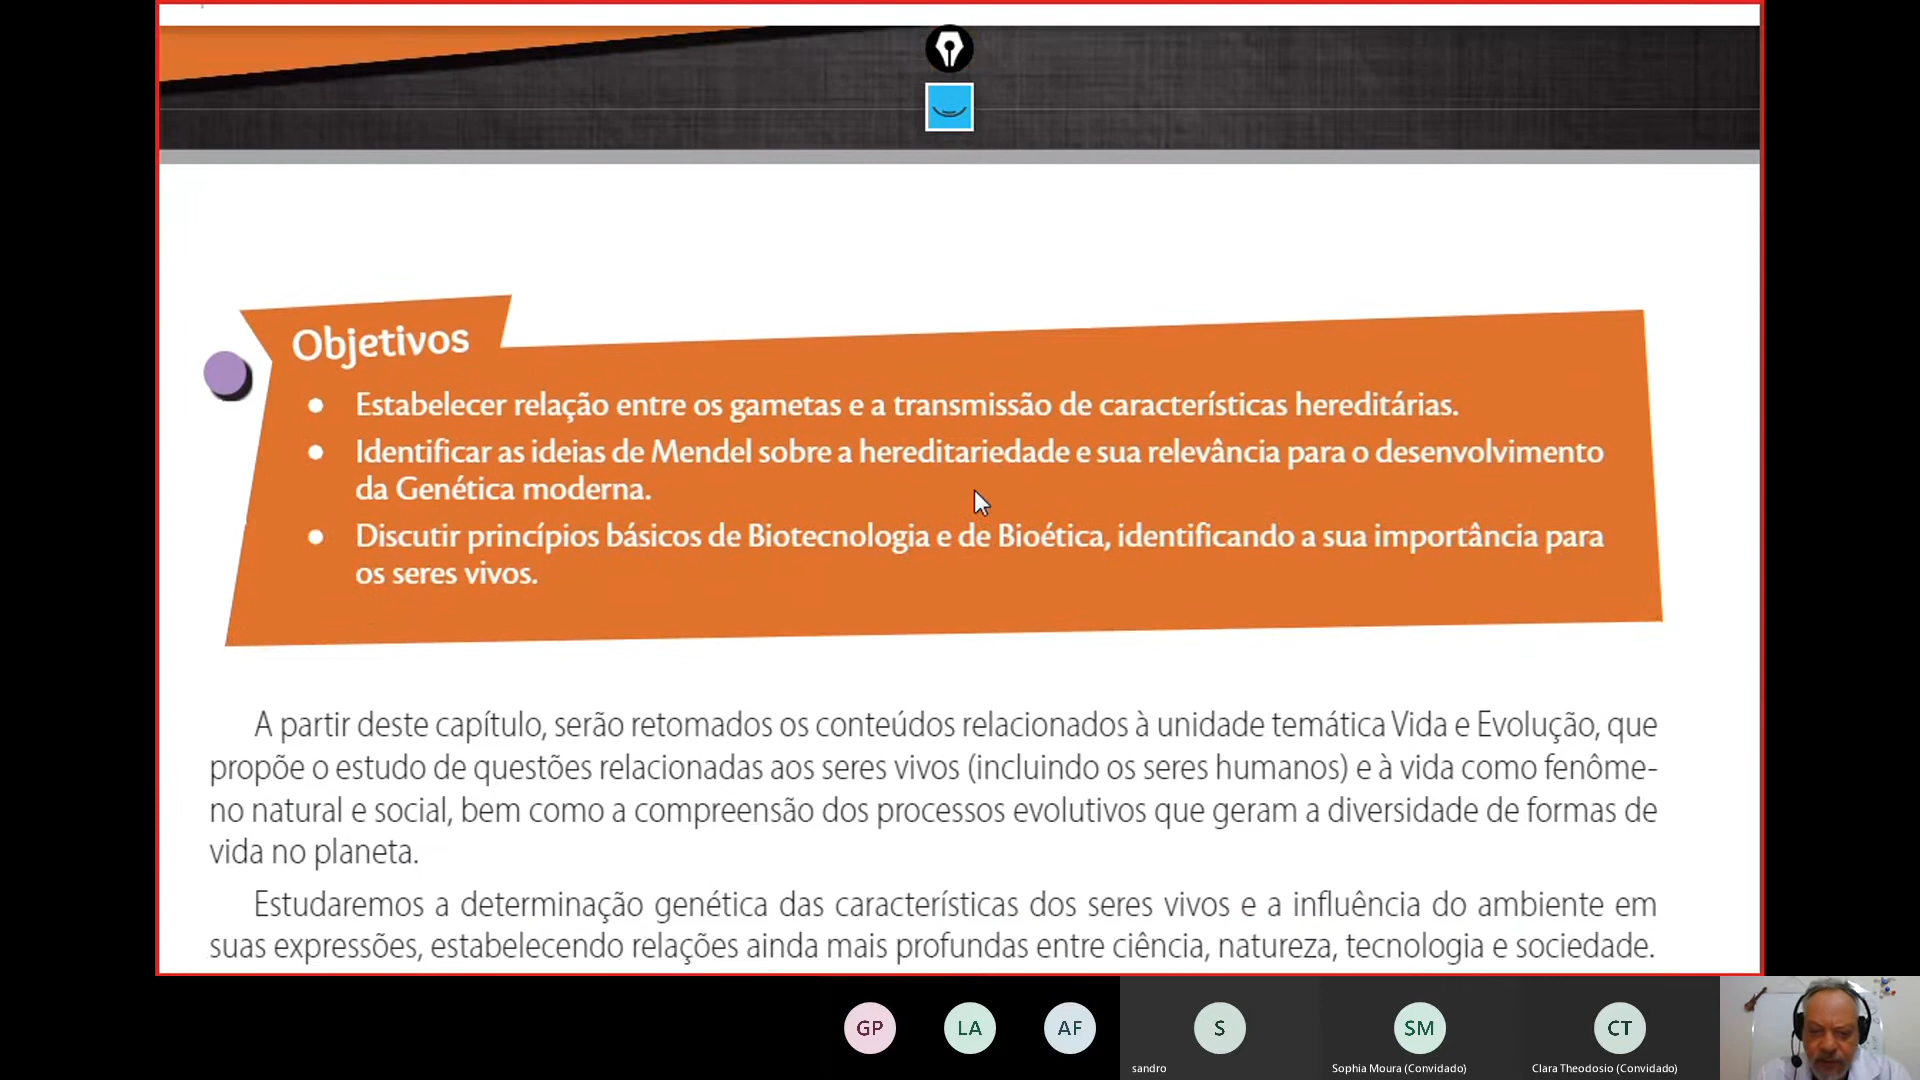 Objetivos
● Estabelecer relação entre os gametas e a transmissão de características hereditárias.
● Identificar as ideias de Mendel sobre a hereditariedade e sua relevância para o desenvolvimento
da Genética moderna.
● Discutir princípios básicos de Biotecnologia e de Bioética, identificando a sua importância para
os seres vivos.
A partir deste capítulo, serão retomados os conteúdos relacionados à unidade temática Vida e Evolução, que
propõe o estudo de questões relacionadas aos seres vivos (incluindo os seres humanos) e à vida como fenôme-
no natural e social, bem como a compreensão dos processos evolutivos que geram a diversidade de formas de
vida no planeta.
Estudaremos a determinação genética das características dos seres vivos e a influência do ambiente em
suas expressões, estabelecendo relações ainda mais profundas entre ciência, natureza, tecnologia e sociedade.
GP LA AF S SM CT
sandro Sophia Moura (Convidado) Clara Theodosio (Convidado)